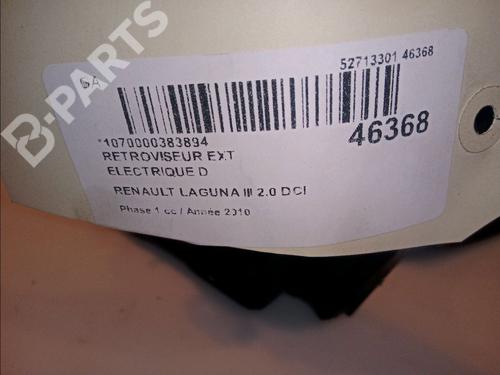 B-PARTS
52713301 46368
*1070000383894
46368
RETROVISEUR EXT
ELECTRIQUE D
RENAULT LAGUNA III 2.0 DCI
Phase 1 cc / Année 2010